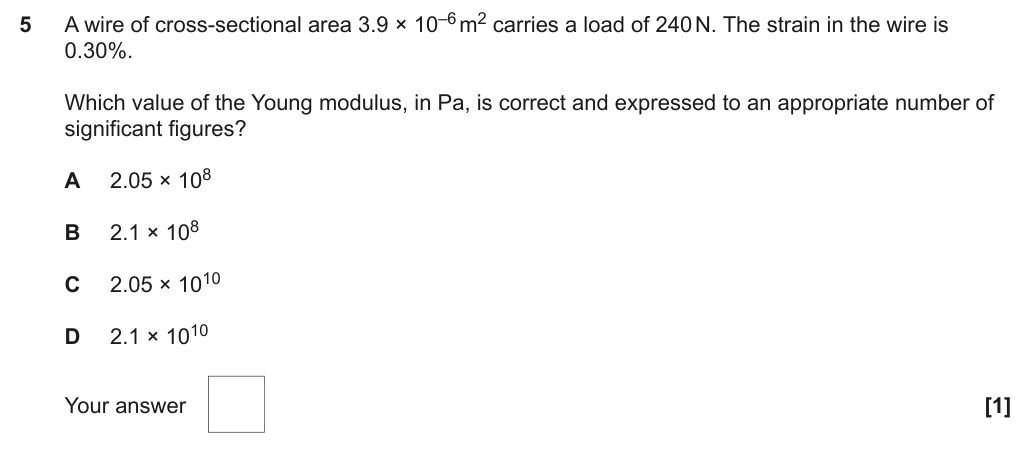 5 A wire of cross-sectional area 3.9 × 10⁻⁶ m² carries a load of 240 N. The strain in the wire is
0.30%.
Which value of the Young modulus, in Pa, is correct and expressed to an appropriate number of
significant figures?
A 2.05 × 10⁸
B 2.1 × 10⁸
C 2.05 × 10¹⁰
D 2.1 × 10¹⁰
Your answer [1]